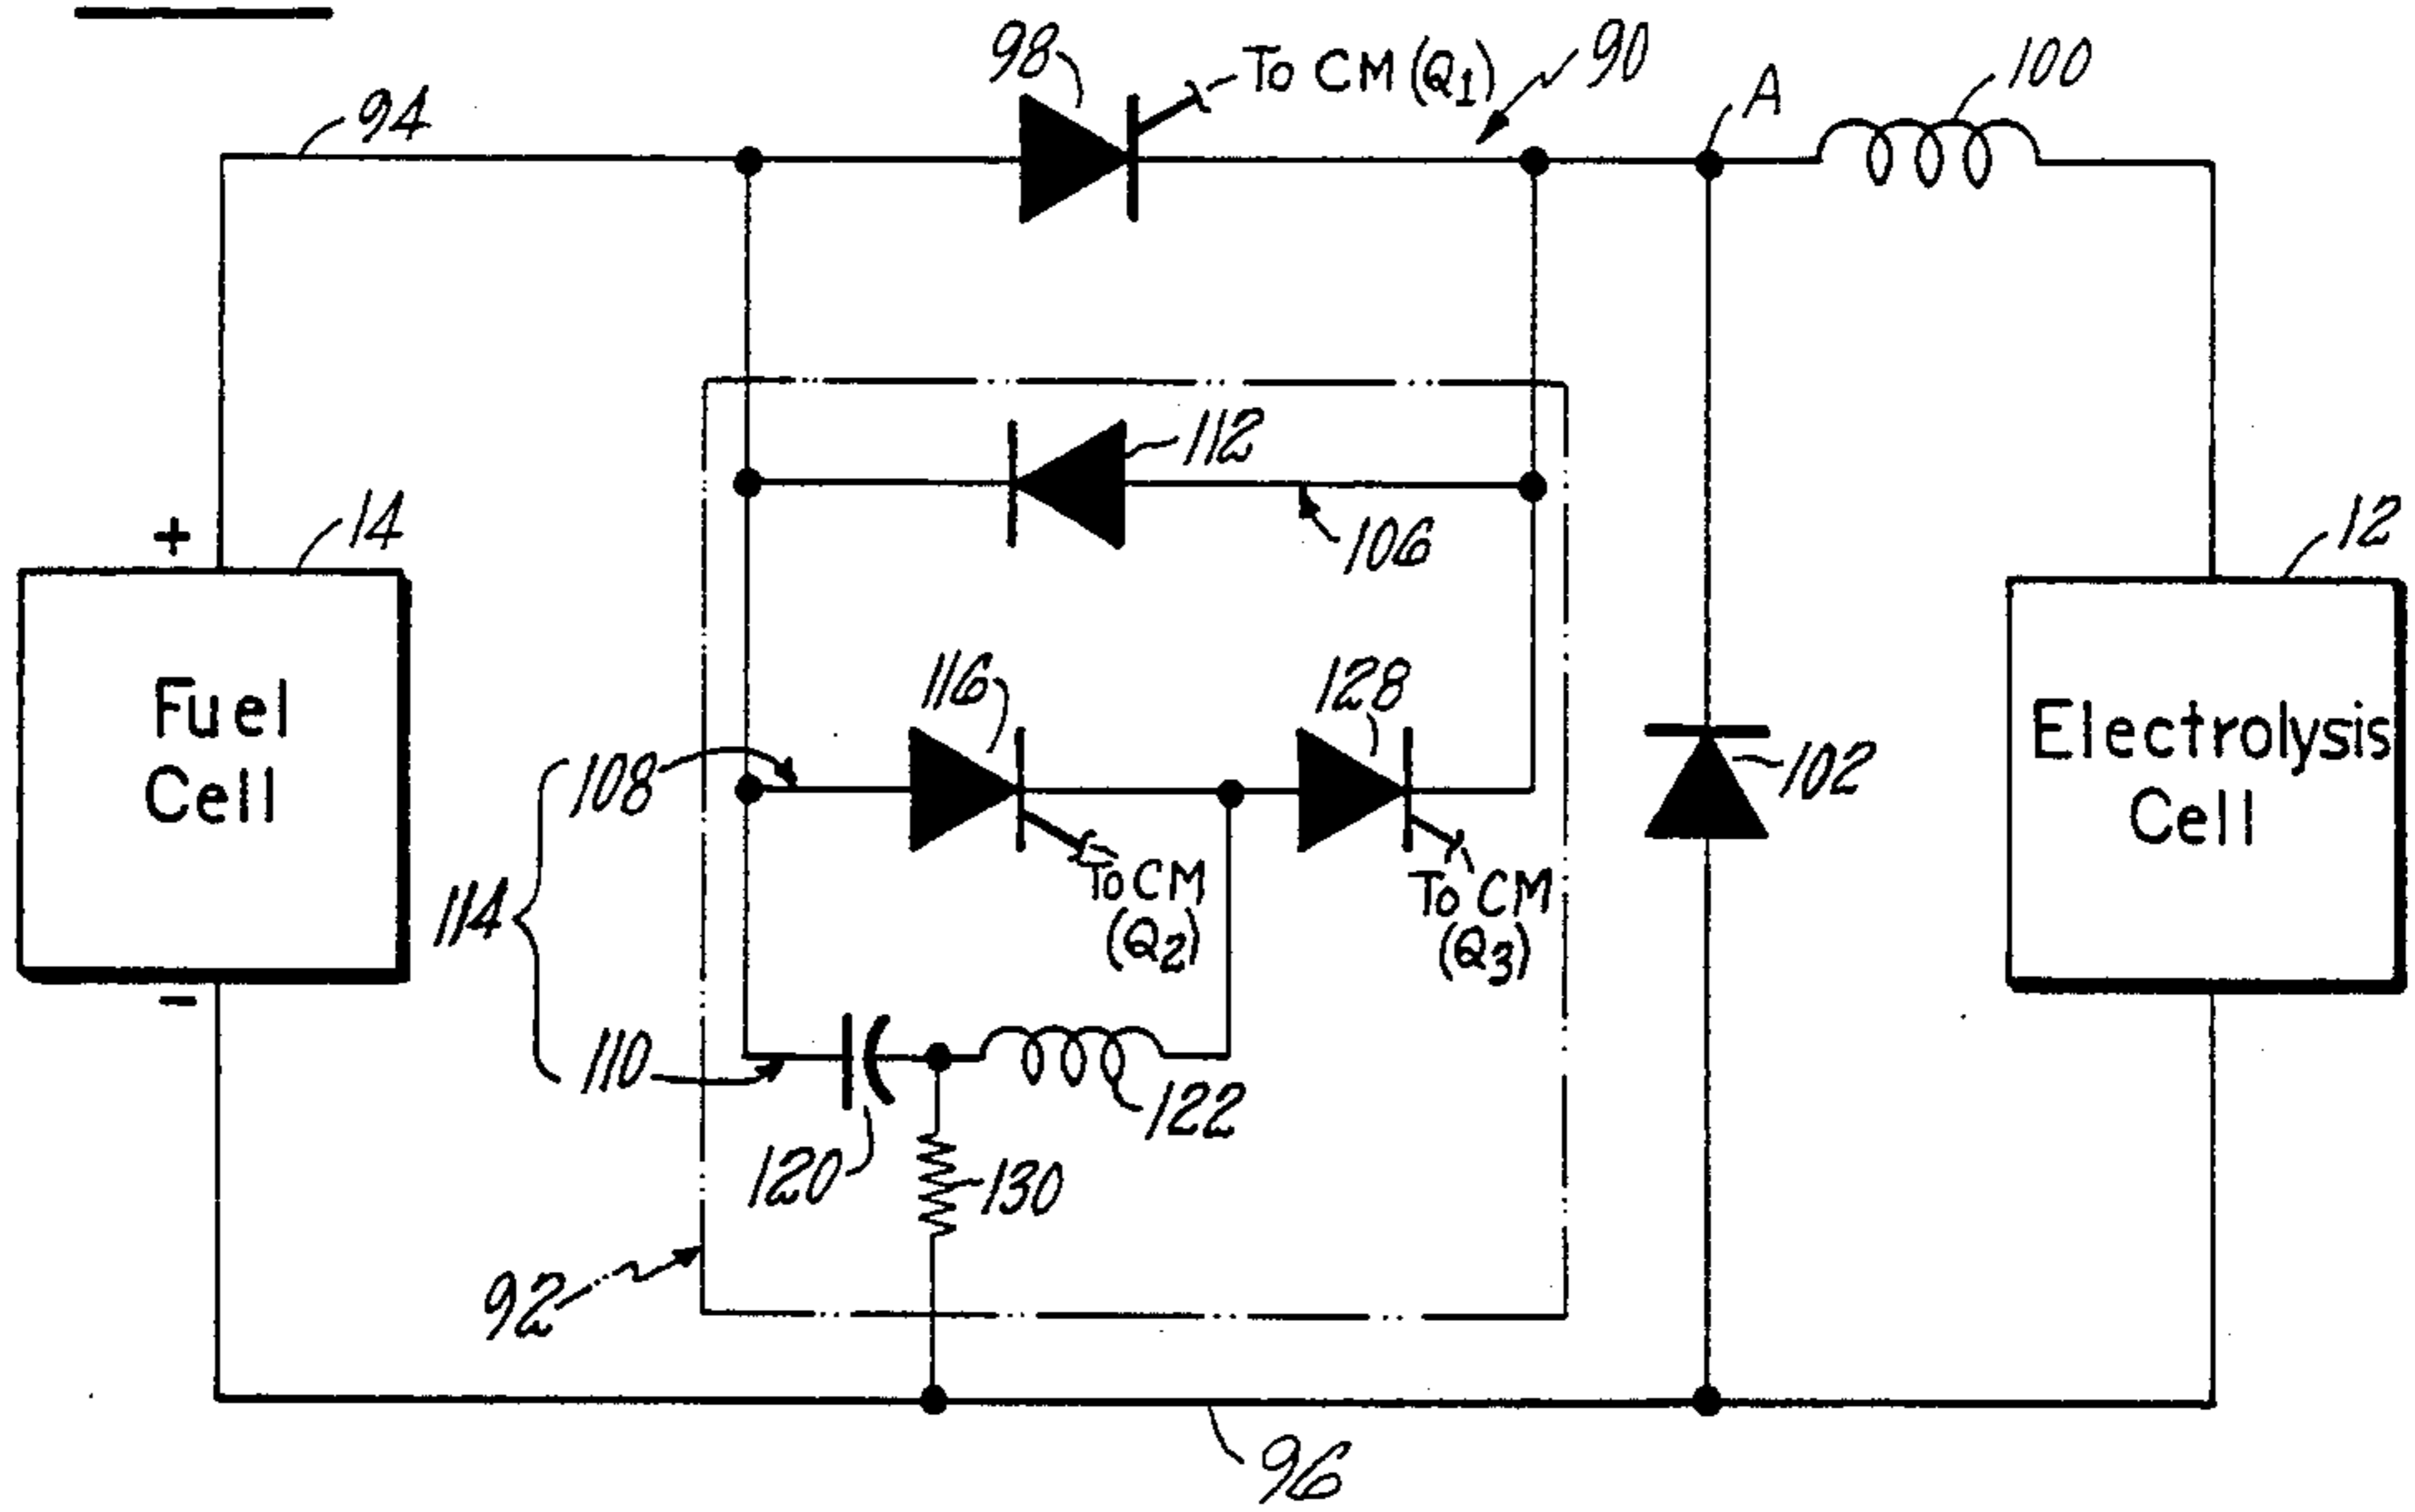 98
To CM (Q1)
90
A
100
94
112
106
+
14
12
Fuel
Cell
116
128
108
Electrolysis
Cell
102
To CM
(Q2)
To CM
(Q3)
114
110
−
122
120
130
92
96